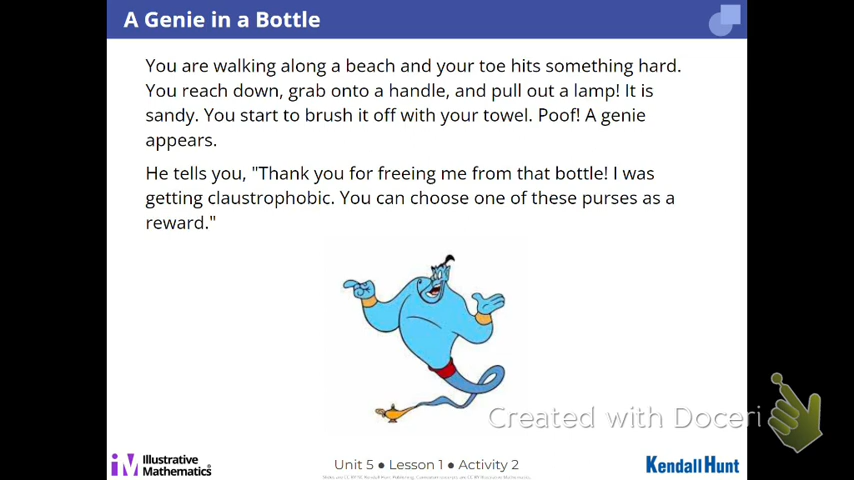 A Genie in a Bottle
You are walking along a beach and your toe hits something hard.
You reach down, grab onto a handle, and pull out a lamp! It is
sandy. You start to brush it off with your towel. Poof! A genie
appears.
He tells you, "Thank you for freeing me from that bottle! I was
getting claustrophobic. You can choose one of these purses as a
reward."
Created with Doceri
Illustrative
Mathematics®
Unit 5 ● Lesson 1 ● Activity 2
Kendall Hunt